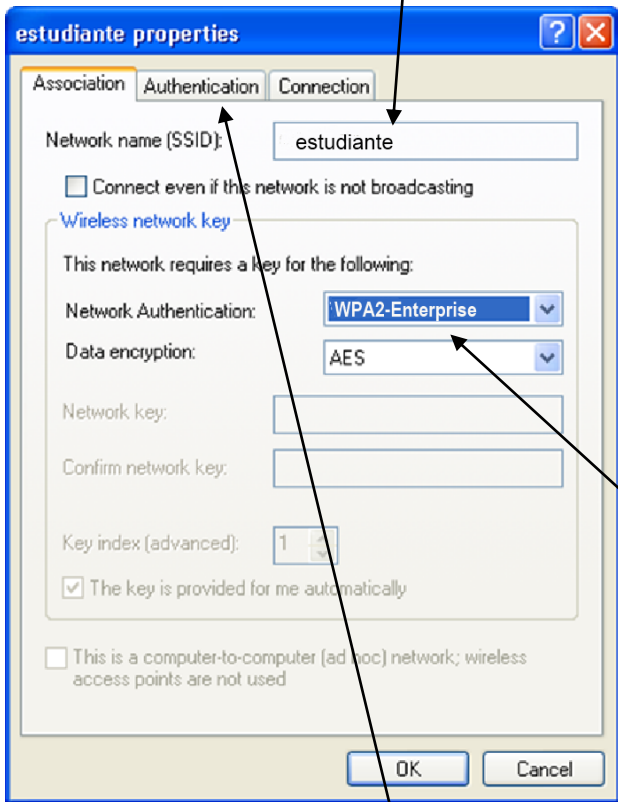 estudiante properties
Association Authentication Connection
Network name (SSID): estudiante
Connect even if this network is not broadcasting
Wireless network key
This network requires a key for the following:
Network Authentication: WPA2-Enterprise
Data encryption: AES
Network key:
Confirm network key:
Key index (advanced): 1
The key is provided for me automatically
This is a computer-to-computer (ad hoc) network; wireless
access points are not used
OK Cancel